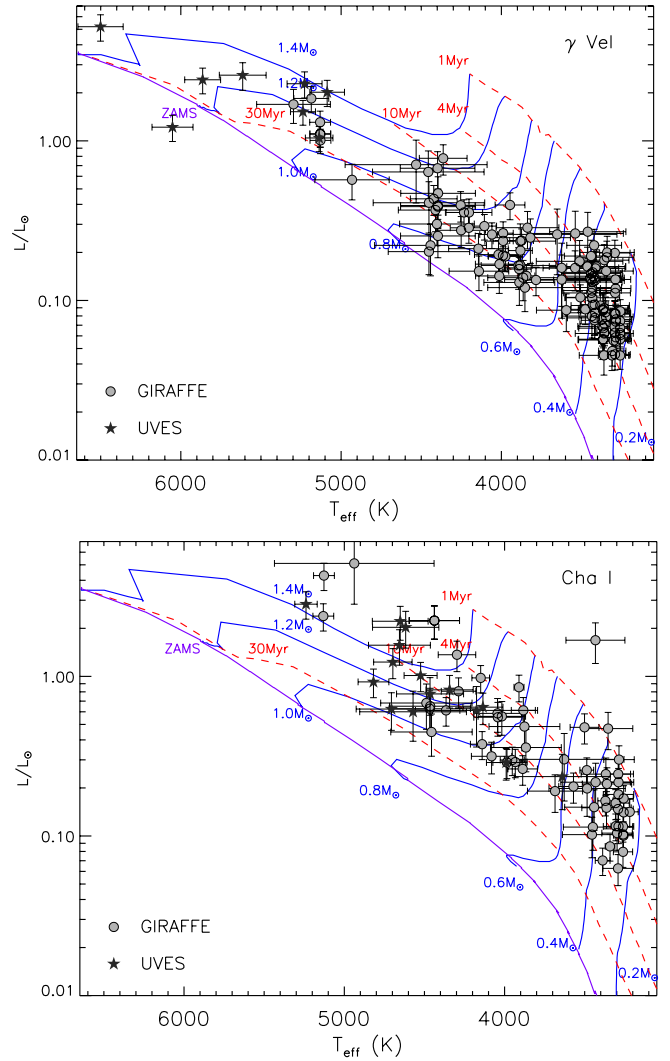 γ Vel
1.4M⊙
1Myr
1.2M⊙
ZAMS
30Myr
10Myr
4Myr
1.00
1.0M⊙
L/L⊙
0.8M⊙
0.10
0.6M⊙
GIRAFFE
0.4M⊙
UVES
0.2M⊙
0.01
6000 5000 4000
Teff (K)
Cha I
1.4M⊙
1Myr
1.2M⊙
ZAMS
30Myr
4Myr
1.00
1.0M⊙
L/L⊙
0.8M⊙
0.10
0.6M⊙
GIRAFFE
0.4M⊙
UVES
0.2M⊙
0.01
6000 5000 4000
Teff (K)